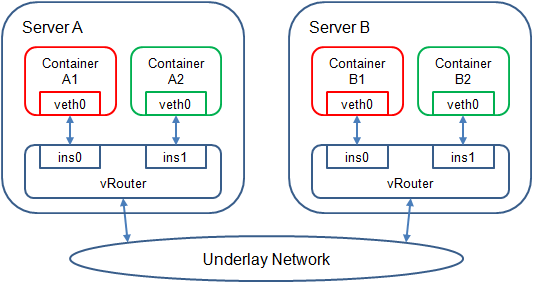 Server A
Container
A1
veth0
Container
A2
veth0
ins0
ins1
vRouter
Server B
Container
B1
veth0
Container
B2
veth0
ins0
ins1
vRouter
Underlay Network